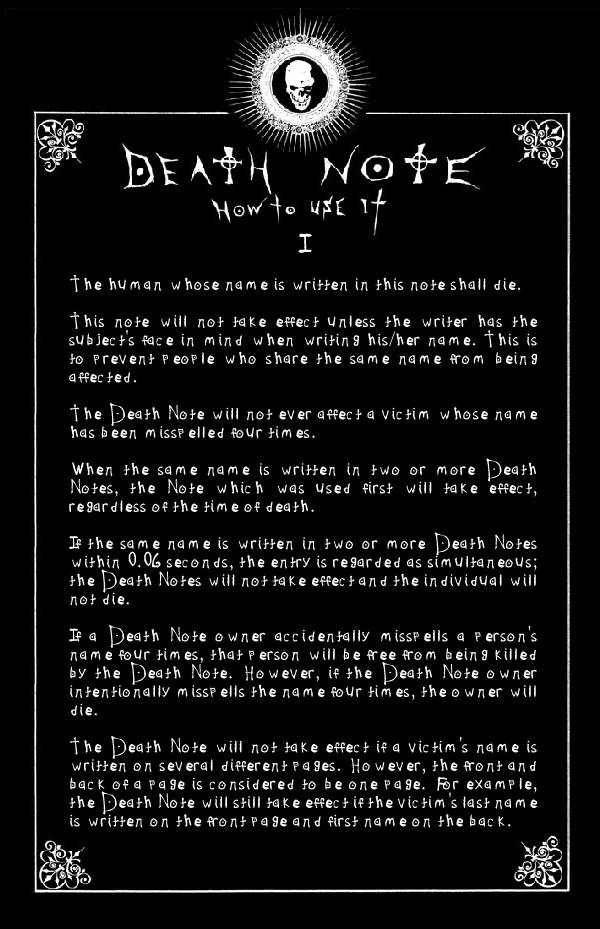 DEATH NOTE
HOW to USE It
I
The human whose name is written in this note shall die.
This note will not take effect unless the writer has the
subject's face in mind when writing his/her name. This is
to prevent people who share the same name from being
affected.
The Death Note will not ever affect a victim whose name
has been misspelled four times.
When the same name is written in two or more Death
Notes, the Note which was used first will take effect,
regardless of the time of death.
If the same name is written in two or more Death Notes
within 0.06 seconds, the entry is regarded as simultaneous;
the Death Notes will not take effect and the individual will
not die.
If a Death Note owner accidentally misspells a person's
name four times, that person will be free from being killed
by the Death Note. However, if the Death Note owner
intentionally misspells the name four times, the owner will
die.
The Death Note will not take effect if a victim's name is
written on several different pages. However, the front and
back of a page is considered to be one page. For example,
the Death Note will still take effect if the victim's last name
is written on the front page and first name on the back.